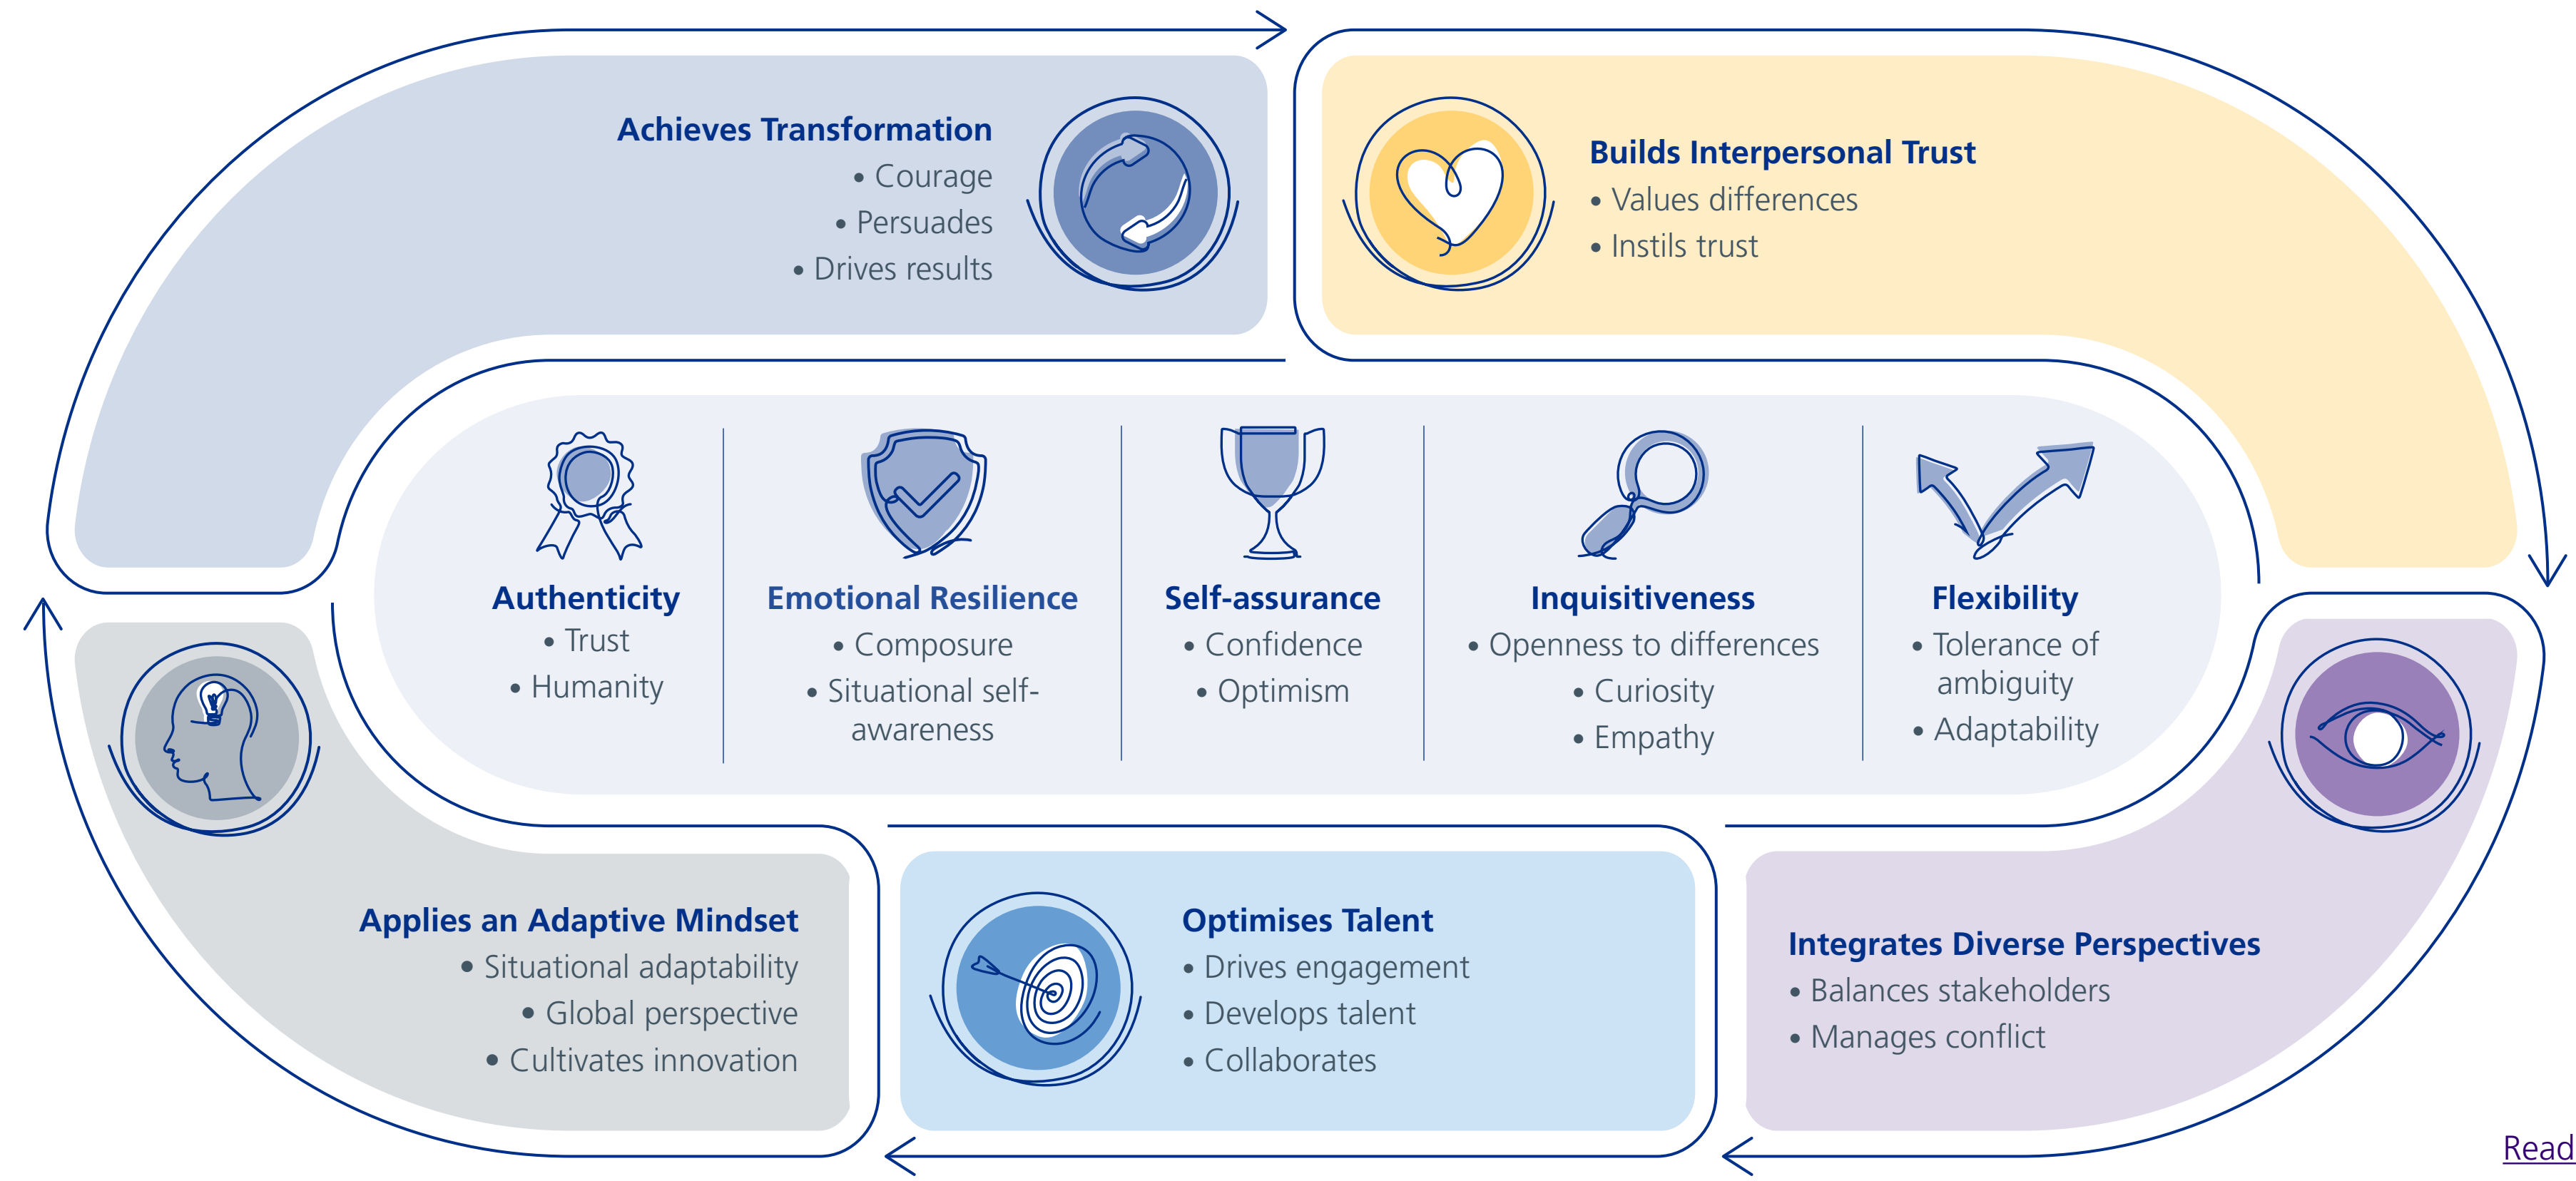 Achieves Transformation
• Courage
• Persuades
• Drives results
Builds Interpersonal Trust
• Values differences
• Instils trust
Authenticity
• Trust
• Humanity
Emotional Resilience
• Composure
• Situational self-
awareness
Self-assurance
• Confidence
• Optimism
Inquisitiveness
• Openness to differences
• Curiosity
• Empathy
Flexibility
• Tolerance of
ambiguity
• Adaptability
Applies an Adaptive Mindset
• Situational adaptability
• Global perspective
• Cultivates innovation
Optimises Talent
• Drives engagement
• Develops talent
• Collaborates
Integrates Diverse Perspectives
• Balances stakeholders
• Manages conflict
Read